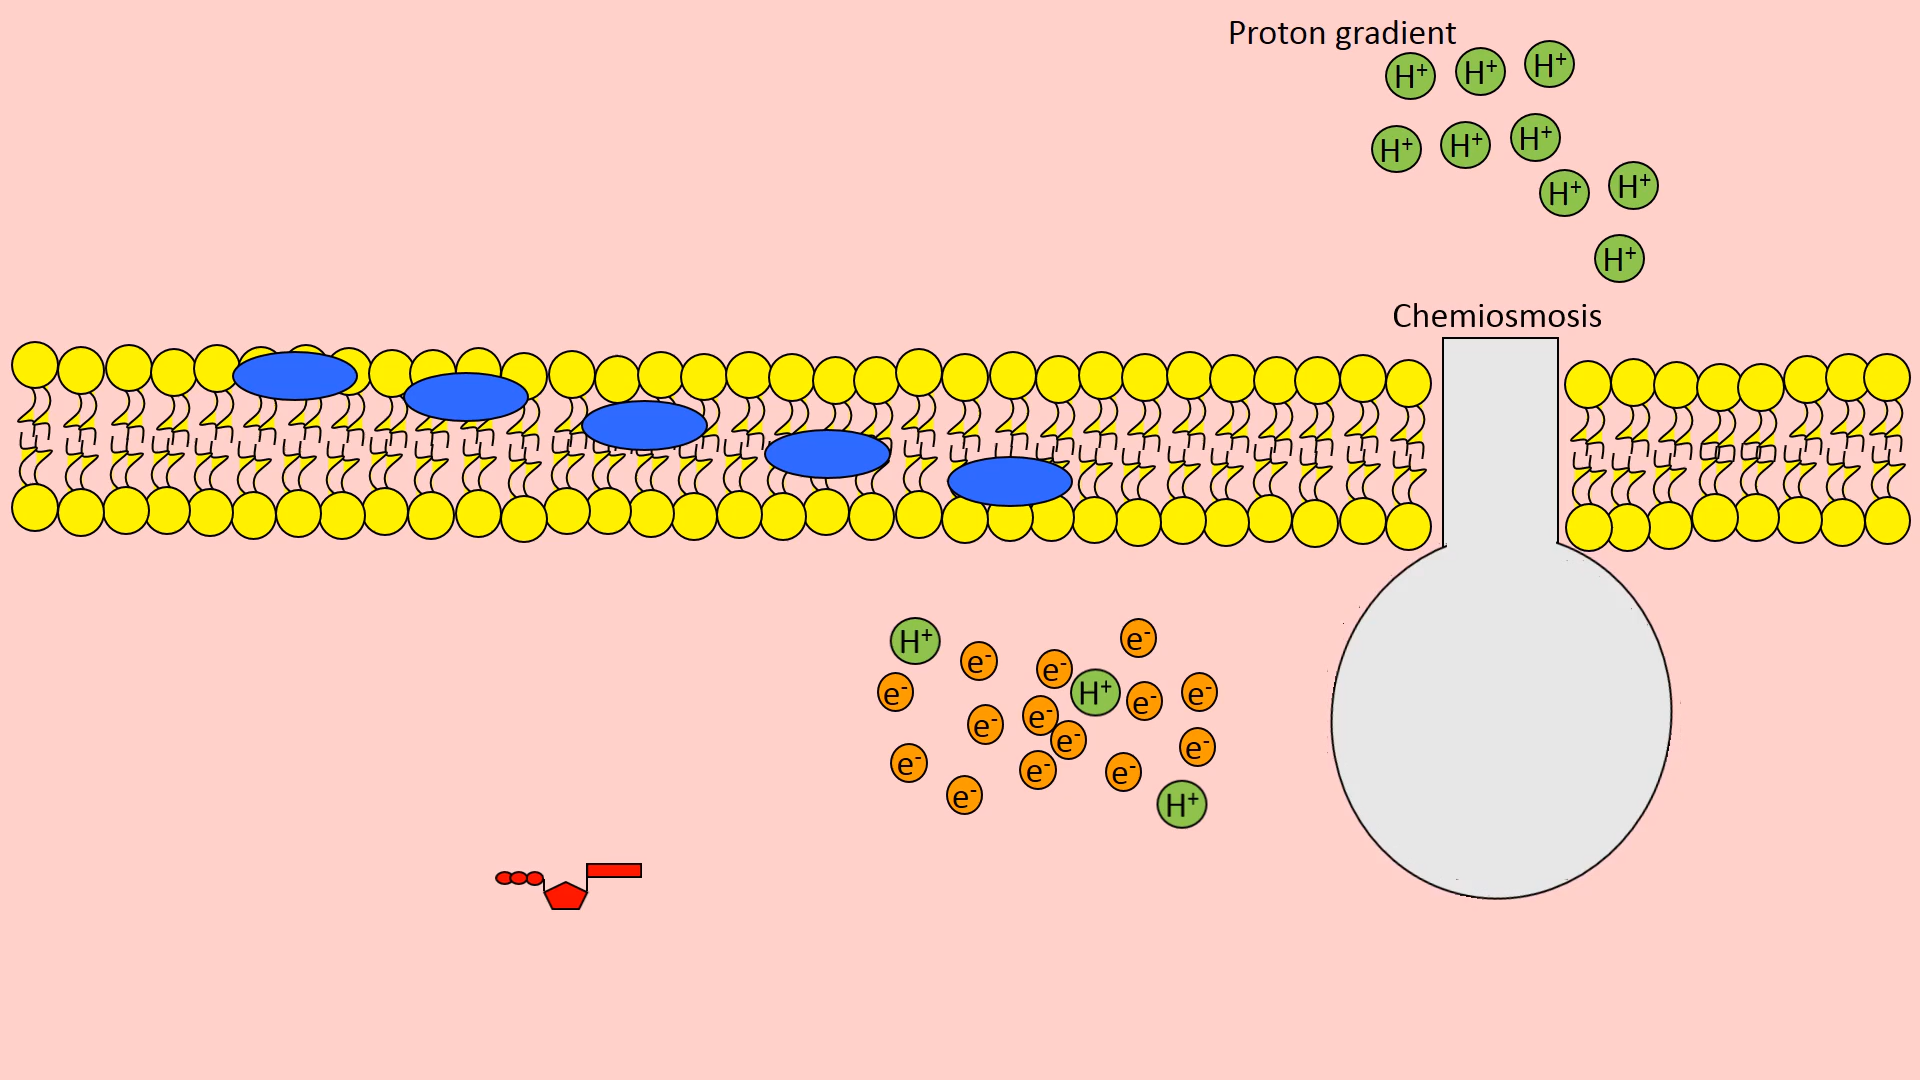 Proton gradient
H⁺ H⁺ H⁺
H⁺ H⁺ H⁺
H⁺ H⁺
H⁺
Chemiosmosis
H⁺ e⁻ e⁻ e⁻
e⁻ H⁺ e⁻ e⁻
e⁻ e⁻ e⁻ e⁻
e⁻ e⁻ e⁻
e⁻ H⁺